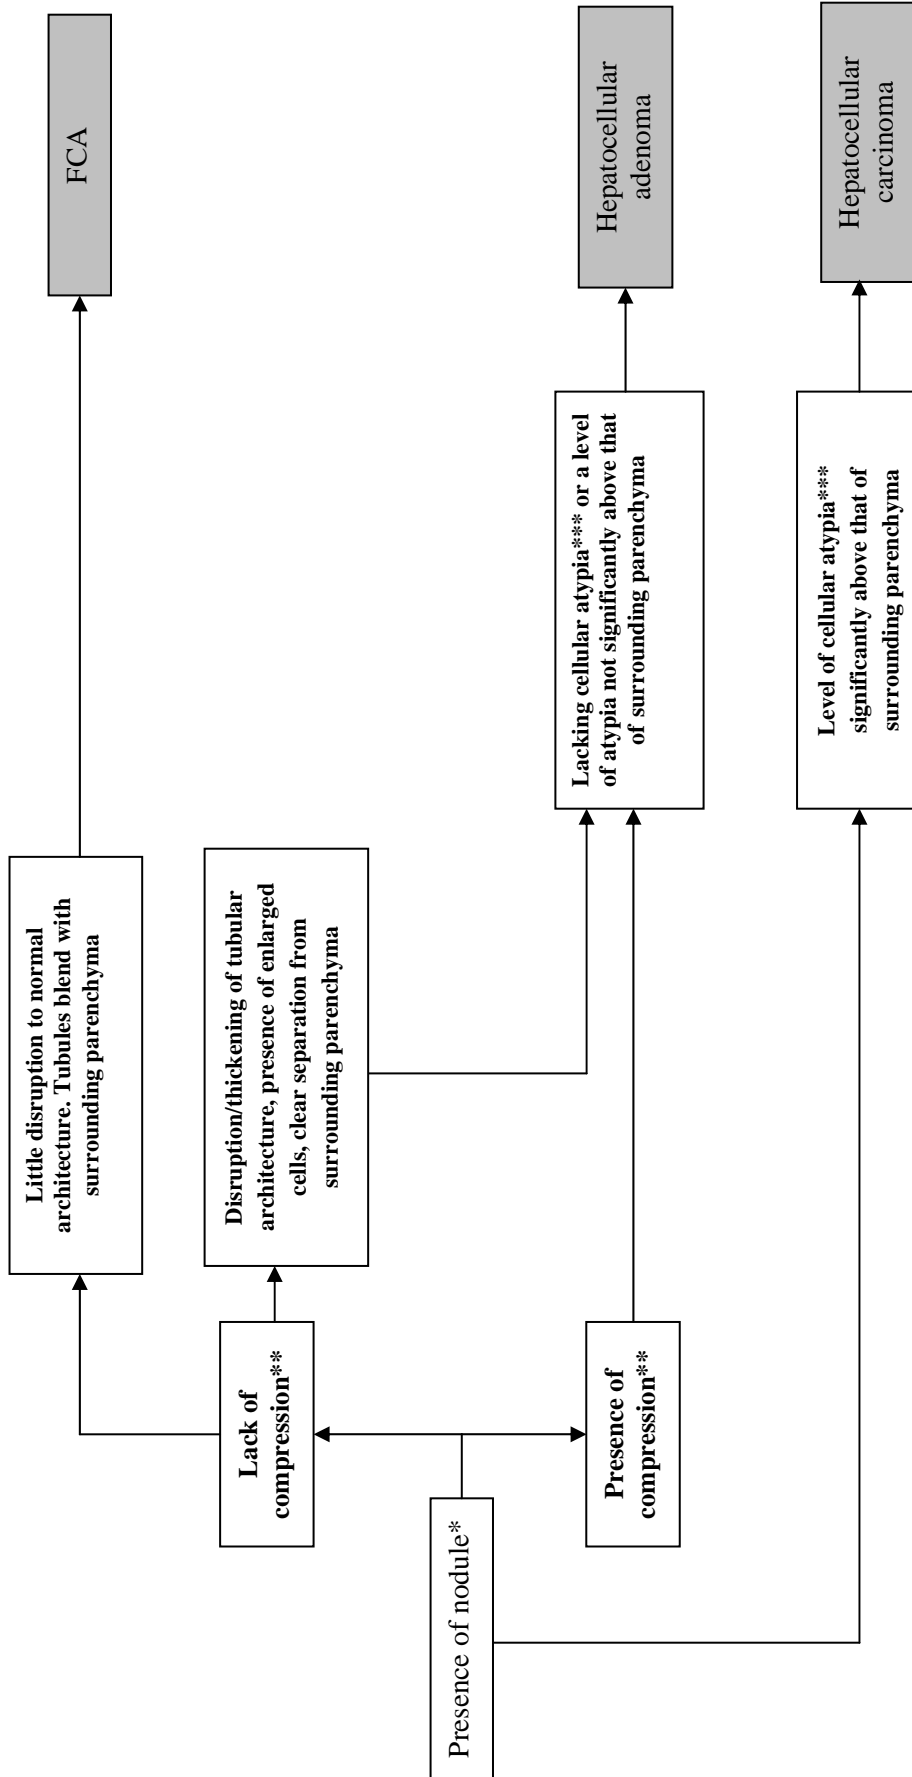 Presence of nodule*
Lack of
compression**
Presence of
compression**
Little disruption to normal
architecture. Tubules blend with
surrounding parenchyma
Disruption/thickening of tubular
architecture, presence of enlarged
cells, clear separation from
surrounding parenchyma
Lacking cellular atypia*** or a level
of atypia not significantly above that
of surrounding parenchyma
Level of cellular atypia***
significantly above that of
surrounding parenchyma
FCA
Hepatocellular
adenoma
Hepatocellular
carcinoma